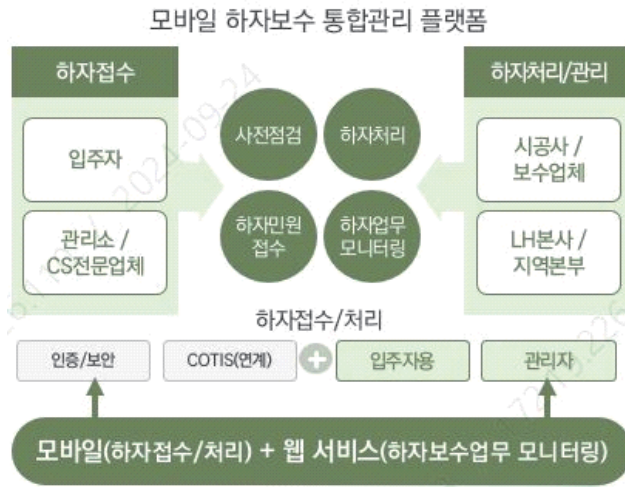 모바일 하자보수 통합관리 플랫폼
하자접수
하자처리/관리
입주자
관리소 /
CS전문업체
사전점검
하자처리
하자민원
접수
하자업무
모니터링
시공사 /
보수업체
LH본사 /
지역본부
하자접수/처리
인증/보안
COTIS(연계)
+
입주자용
관리자
모바일(하자접수/처리) + 웹 서비스(하자보수업무 모니터링)
2024-09-24